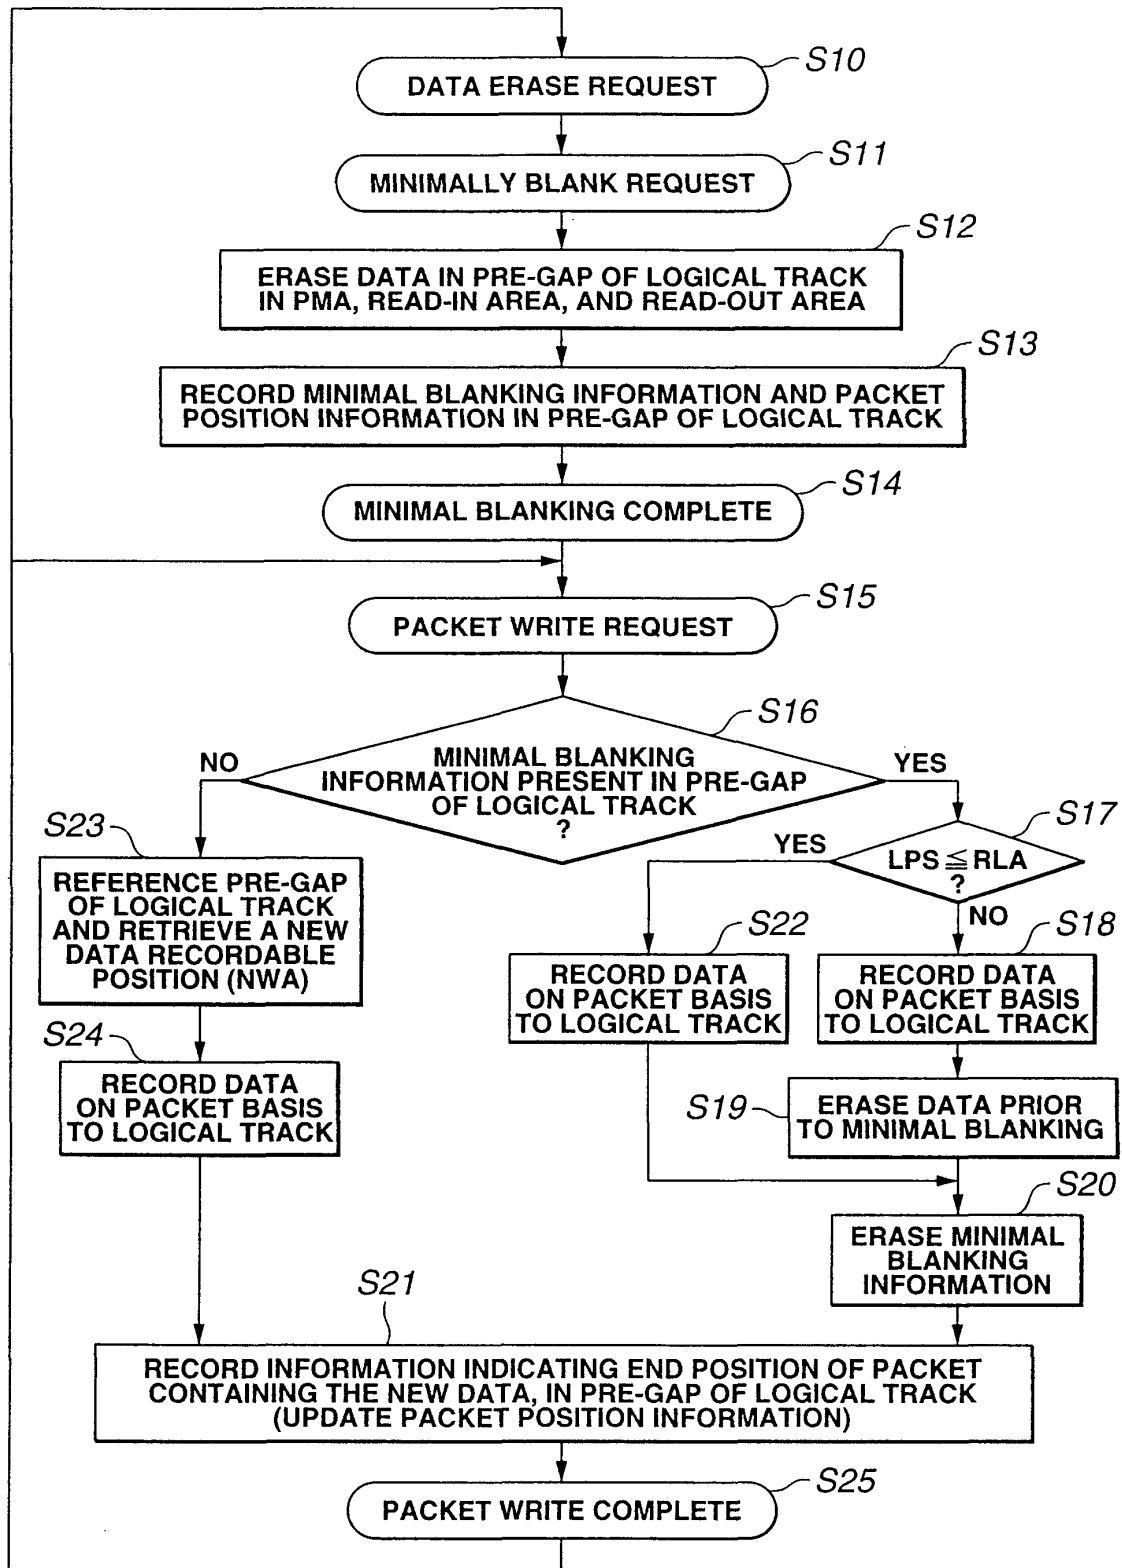 S10
DATA ERASE REQUEST
S11
MINIMALLY BLANK REQUEST
S12
ERASE DATA IN PRE-GAP OF LOGICAL TRACK
IN PMA, READ-IN AREA, AND READ-OUT AREA
S13
RECORD MINIMAL BLANKING INFORMATION AND PACKET
POSITION INFORMATION IN PRE-GAP OF LOGICAL TRACK
S14
MINIMAL BLANKING COMPLETE
S15
PACKET WRITE REQUEST
S16
MINIMAL BLANKING
INFORMATION PRESENT IN PRE-GAP
OF LOGICAL TRACK
?
NO
YES
S17
LPS ≦ RLA
?
YES
NO
S23
REFERENCE PRE-GAP
OF LOGICAL TRACK
AND RETRIEVE A NEW
DATA RECORDABLE
POSITION (NWA)
S22
RECORD DATA
ON PACKET BASIS
TO LOGICAL TRACK
S18
RECORD DATA
ON PACKET BASIS
TO LOGICAL TRACK
S24
RECORD DATA
ON PACKET BASIS
TO LOGICAL TRACK
S19
ERASE DATA PRIOR
TO MINIMAL BLANKING
S20
ERASE MINIMAL
BLANKING
INFORMATION
S21
RECORD INFORMATION INDICATING END POSITION OF PACKET
CONTAINING THE NEW DATA, IN PRE-GAP OF LOGICAL TRACK
(UPDATE PACKET POSITION INFORMATION)
S25
PACKET WRITE COMPLETE